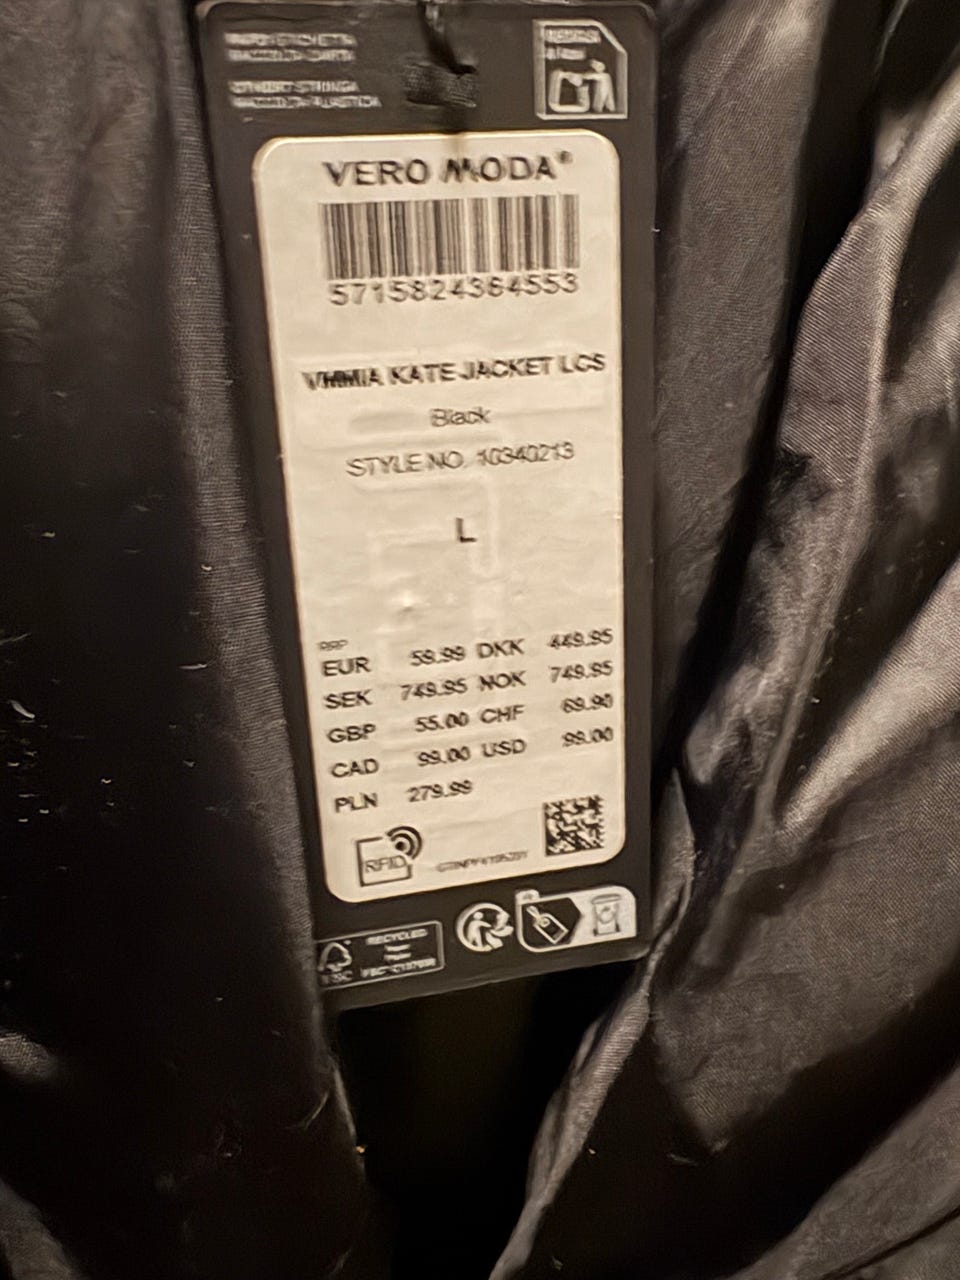 VERO MODA®
5715824364553
VMMIA KATE JACKET LCS
Black
STYLE NO. 10340213
L
RRP
EUR 59.99 DKK 449.95
SEK 749.95 NOK 749.95
GBP 55.00 CHF 69.90
CAD 99.00 USD 99.00
PLN 279.99
RFID
RECYCLED
FSC